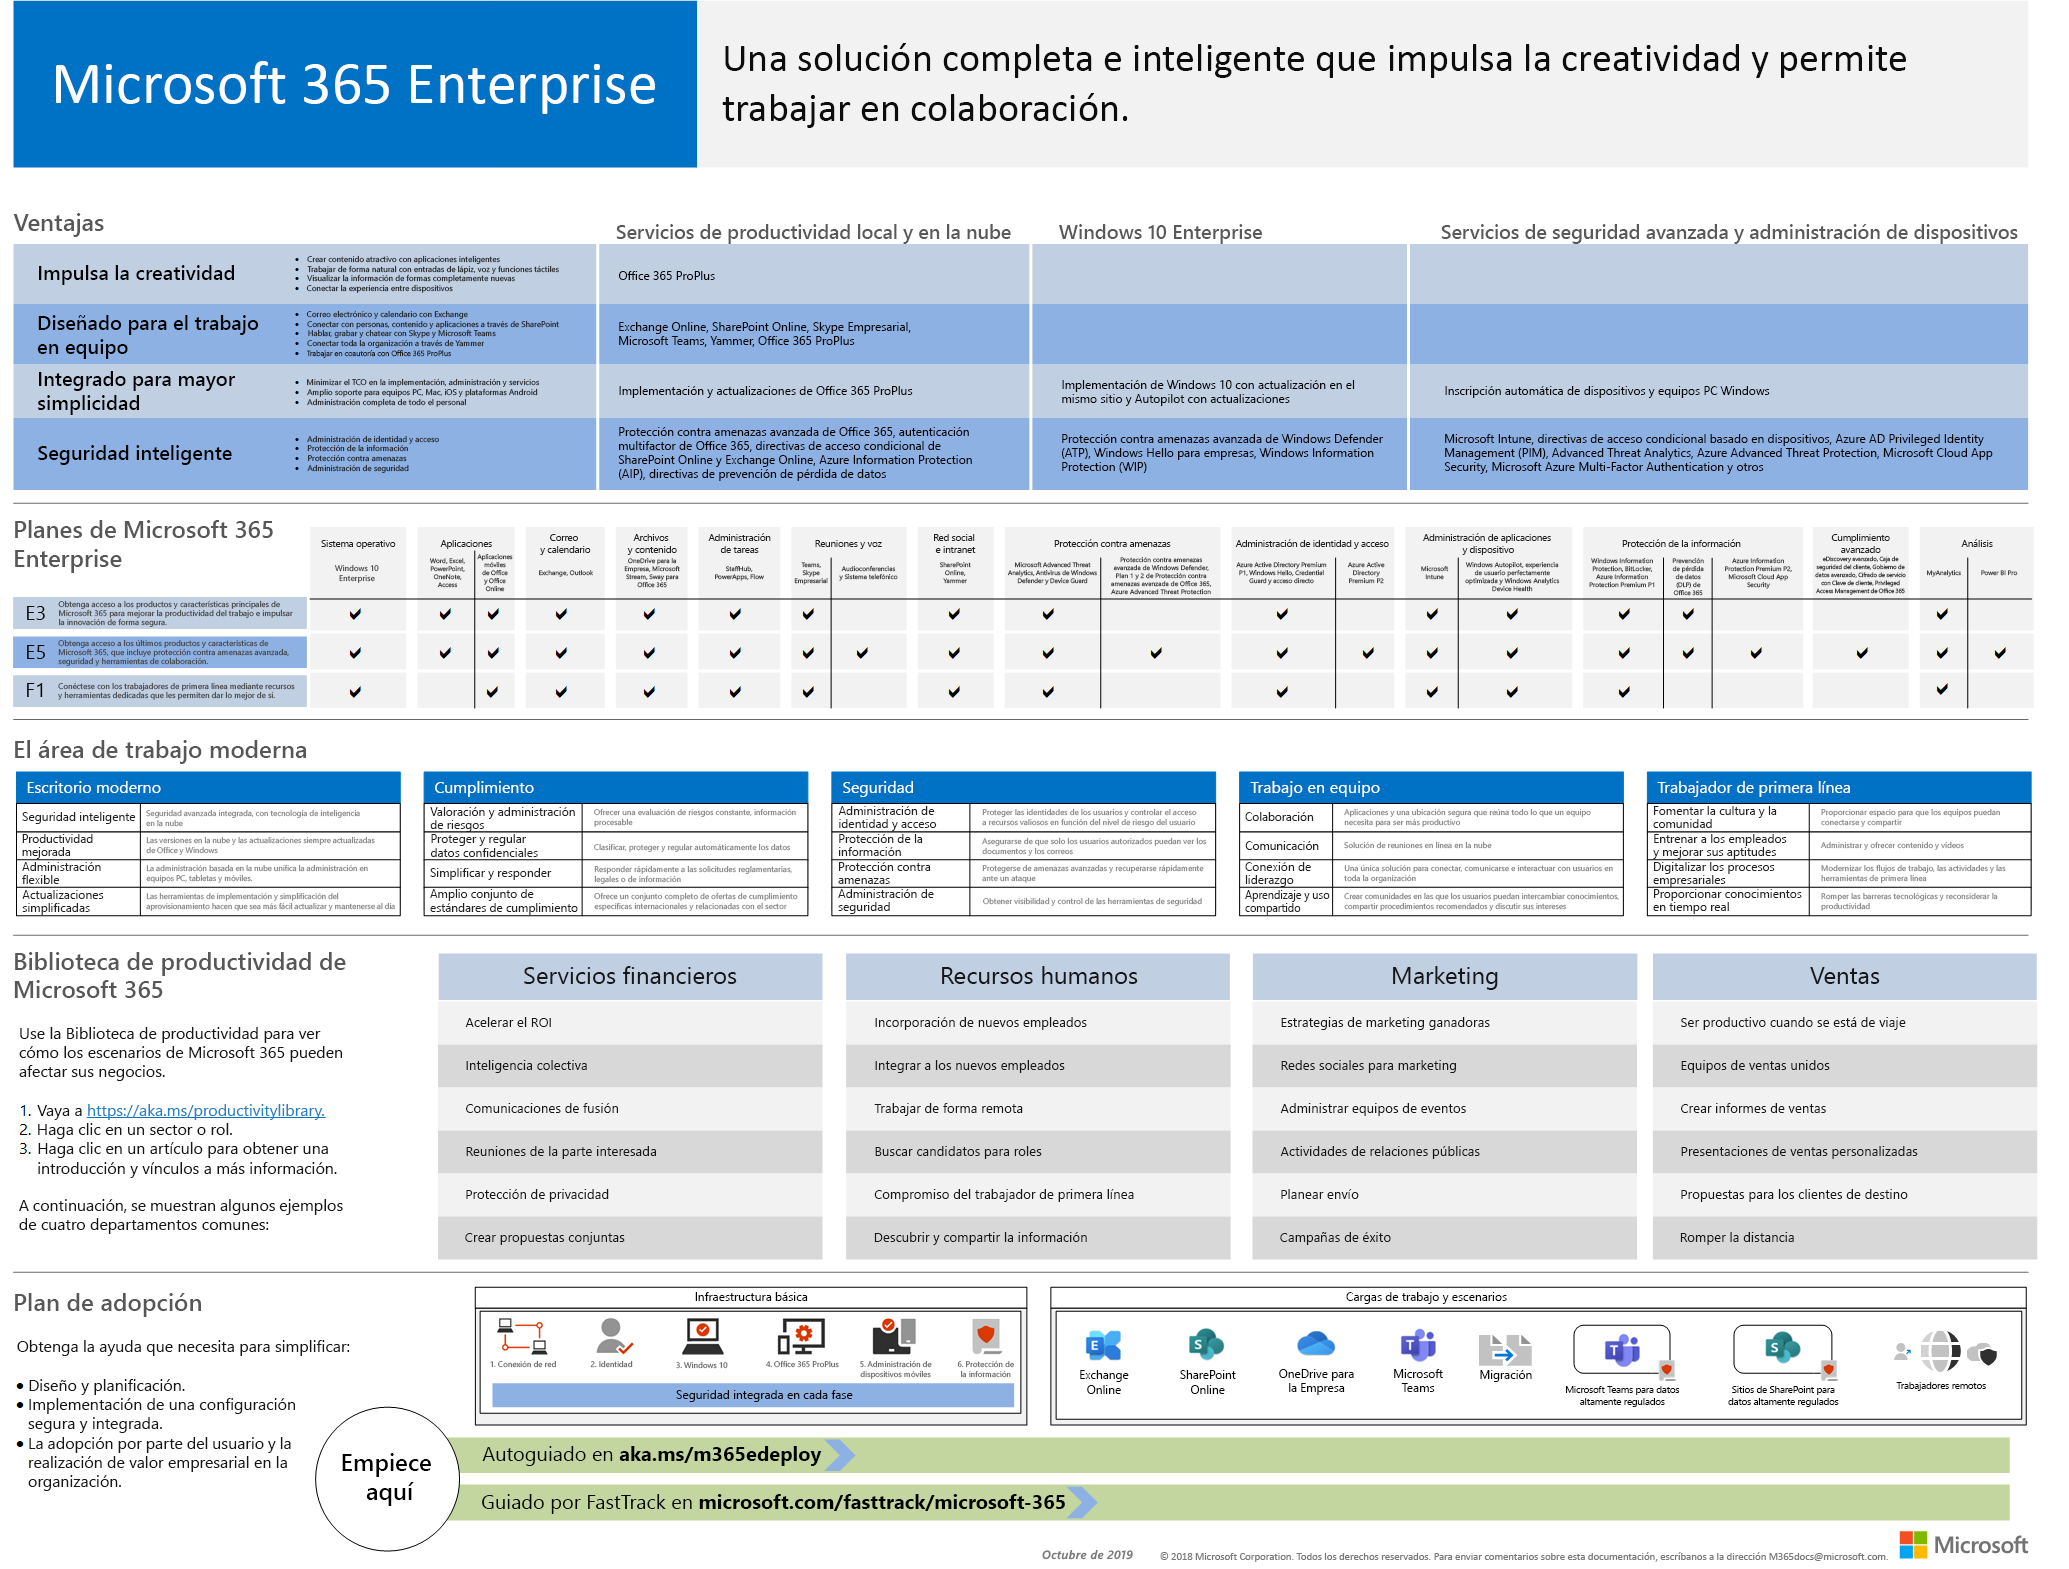 Microsoft 365 Enterprise
Una solución completa e inteligente que impulsa la creatividad y permite
trabajar en colaboración.
Ventajas
Servicios de productividad local y en la nube
Windows 10 Enterprise
Servicios de seguridad avanzada y administración de dispositivos
Impulsa la creatividad
• Crear contenido atractivo con aplicaciones inteligentes
• Trabajar de forma natural con entradas de lápiz, voz y funciones táctiles
• Visualizar la información de formas completamente nuevas
• Conectar la experiencia entre dispositivos
Office 365 ProPlus
Diseñado para el trabajo
en equipo
• Correo electrónico y calendario con Exchange
• Conectar con personas, contenido y aplicaciones a través de SharePoint
• Hablar, grabar y chatear con Skype y Microsoft Teams
• Conectar toda la organización a través de Yammer
• Trabajar en coautoría con Office 365 ProPlus
Exchange Online, SharePoint Online, Skype Empresarial,
Microsoft Teams, Yammer, Office 365 ProPlus
Integrado para mayor
simplicidad
• Minimizar el TCO en la implementación, administración y servicios
• Amplio soporte para equipos PC, Mac, iOS y plataformas Android
• Administración completa de todo el personal
Implementación y actualizaciones de Office 365 ProPlus
Implementación de Windows 10 con actualización en el
mismo sitio y Autopilot con actualizaciones
Inscripción automática de dispositivos y equipos PC Windows
Seguridad inteligente
• Administración de identidad y acceso
• Protección de la información
• Protección contra amenazas
• Administración de seguridad
Protección contra amenazas avanzada de Office 365, autenticación
multifactor de Office 365, directivas de acceso condicional de
SharePoint Online y Exchange Online, Azure Information Protection
(AIP), directivas de prevención de pérdida de datos
Protección contra amenazas avanzada de Windows Defender
(ATP), Windows Hello para empresas, Windows Information
Protection (WIP)
Microsoft Intune, directivas de acceso condicional basado en dispositivos, Azure AD Privileged Identity
Management (PIM), Advanced Threat Analytics, Azure Advanced Threat Protection, Microsoft Cloud App
Security, Microsoft Azure Multi-Factor Authentication y otros
Planes de Microsoft 365
Enterprise
Sistema operativo
Windows 10
Enterprise
Aplicaciones
Word, Excel,
PowerPoint,
OneNote,
Access
Aplicaciones
móviles
de Office
y Office
Online
Correo
y calendario
Exchange, Outlook
Archivos
y contenido
OneDrive para la
Empresa, Microsoft
Stream, Sway para
Office 365
Administración
de tareas
StaffHub,
PowerApps, Flow
Reuniones y voz
Teams,
Skype
Empresarial
Audioconferencias
y Sistema telefónico
Red social
e intranet
SharePoint
Online,
Yammer
Protección contra amenazas
Microsoft Advanced Threat
Analytics, Antivirus de Windows
Defender y Device Guard
Protección contra amenazas
avanzada de Windows Defender,
Plan 1 y 2 de Protección contra
amenazas avanzada de Office 365,
Azure Advanced Threat Protection
Administración de identidad y acceso
Azure Active Directory Premium
P1, Windows Hello, Credential
Guard y acceso directo
Azure Active
Directory
Premium P2
Administración de aplicaciones
y dispositivo
Microsoft
Intune
Windows Autopilot, experiencia
de usuario perfectamente
optimizada y Windows Analytics
Device Health
Protección de la información
Windows Information
Protection, BitLocker,
Azure Information
Protection Premium P1
Prevención
de pérdida
de datos
(DLP) de
Office 365
Azure Information
Protection Premium P2,
Microsoft Cloud App
Security
Cumplimiento
avanzado
eDiscovery avanzado, Caja de
seguridad del cliente, Gobierno de
datos avanzado, Cifrado de servicio
con Clave de cliente, Privileged
Access Management de Office 365
Análisis
MyAnalytics
Power BI Pro
E3
Obtenga acceso a los productos y características principales de
Microsoft 365 para mejorar la productividad del trabajo e impulsar
la innovación de forma segura.
E5
Obtenga acceso a los últimos productos y características de
Microsoft 365, que incluye protección contra amenazas avanzada,
seguridad y herramientas de colaboración.
F1
Conéctese con los trabajadores de primera línea mediante recursos
y herramientas dedicadas que les permiten dar lo mejor de sí.
El área de trabajo moderna
Escritorio moderno
Seguridad inteligente
Seguridad avanzada integrada, con tecnología de inteligencia
en la nube
Productividad
mejorada
Las versiones en la nube y las actualizaciones siempre actualizadas
de Office y Windows
Administración
flexible
La administración basada en la nube unifica la administración en
equipos PC, tabletas y móviles.
Actualizaciones
simplificadas
Las herramientas de implementación y simplificación del
aprovisionamiento hacen que sea más fácil actualizar y mantenerse al día
Cumplimiento
Valoración y administración
de riesgos
Ofrecer una evaluación de riesgos constante, información
procesable
Proteger y regular
datos confidenciales
Clasificar, proteger y regular automáticamente los datos
Simplificar y responder
Responder rápidamente a las solicitudes reglamentarias,
legales o de información
Amplio conjunto de
estándares de cumplimiento
Ofrece un conjunto completo de ofertas de cumplimiento
específicas internacionales y relacionadas con el sector
Seguridad
Administración de
identidad y acceso
Proteger las identidades de los usuarios y controlar el acceso
a recursos valiosos en función del nivel de riesgo del usuario
Protección de la
información
Asegurarse de que solo los usuarios autorizados puedan ver los
documentos y los correos
Protección contra
amenazas
Protegerse de amenazas avanzadas y recuperarse rápidamente
ante un ataque
Administración de
seguridad
Obtener visibilidad y control de las herramientas de seguridad
Trabajo en equipo
Colaboración
Aplicaciones y una ubicación segura que reúna todo lo que un equipo
necesita para ser más productivo
Comunicación
Solución de reuniones en línea en la nube
Conexión de
liderazgo
Una única solución para conectar, comunicarse e interactuar con usuarios en
toda la organización
Aprendizaje y uso
compartido
Crear comunidades en las que los usuarios puedan intercambiar conocimientos,
compartir procedimientos recomendados y discutir sus intereses
Trabajador de primera línea
Fomentar la cultura y la
comunidad
Proporcionar espacio para que los equipos puedan
conectarse y compartir
Entrenar a los empleados
y mejorar sus aptitudes
Administrar y ofrecer contenido y vídeos
Digitalizar los procesos
empresariales
Modernizar los flujos de trabajo, las actividades y las
herramientas de primera línea
Proporcionar conocimientos
en tiempo real
Romper las barreras tecnológicas y reconsiderar la
productividad
Biblioteca de productividad de
Microsoft 365
Use la Biblioteca de productividad para ver
cómo los escenarios de Microsoft 365 pueden
afectar sus negocios.
1. Vaya a https://aka.ms/productivitylibrary.
2. Haga clic en un sector o rol.
3. Haga clic en un artículo para obtener una
introducción y vínculos a más información.
A continuación, se muestran algunos ejemplos
de cuatro departamentos comunes:
Servicios financieros
Acelerar el ROI
Inteligencia colectiva
Comunicaciones de fusión
Reuniones de la parte interesada
Protección de privacidad
Crear propuestas conjuntas
Recursos humanos
Incorporación de nuevos empleados
Integrar a los nuevos empleados
Trabajar de forma remota
Buscar candidatos para roles
Compromiso del trabajador de primera línea
Descubrir y compartir la información
Marketing
Estrategias de marketing ganadoras
Redes sociales para marketing
Administrar equipos de eventos
Actividades de relaciones públicas
Planear envío
Campañas de éxito
Ventas
Ser productivo cuando se está de viaje
Equipos de ventas unidos
Crear informes de ventas
Presentaciones de ventas personalizadas
Propuestas para los clientes de destino
Romper la distancia
Plan de adopción
Obtenga la ayuda que necesita para simplificar:
• Diseño y planificación.
• Implementación de una configuración
segura y integrada.
• La adopción por parte del usuario y la
realización de valor empresarial en la
organización.
Empiece
aquí
Infraestructura básica
1. Conexión de red
2. Identidad
3. Windows 10
4. Office 365 ProPlus
5. Administración de
dispositivos móviles
6. Protección de
la información
Seguridad integrada en cada fase
Cargas de trabajo y escenarios
Exchange
Online
SharePoint
Online
OneDrive para
la Empresa
Microsoft
Teams
Migración
Microsoft Teams para datos
altamente regulados
Sitios de SharePoint para
datos altamente regulados
Trabajadores remotos
Autoguiado en aka.ms/m365edeploy
Guiado por FastTrack en microsoft.com/fasttrack/microsoft-365
Octubre de 2019
© 2018 Microsoft Corporation. Todos los derechos reservados. Para enviar comentarios sobre esta documentación, escríbanos a la dirección M365docs@microsoft.com.
Microsoft